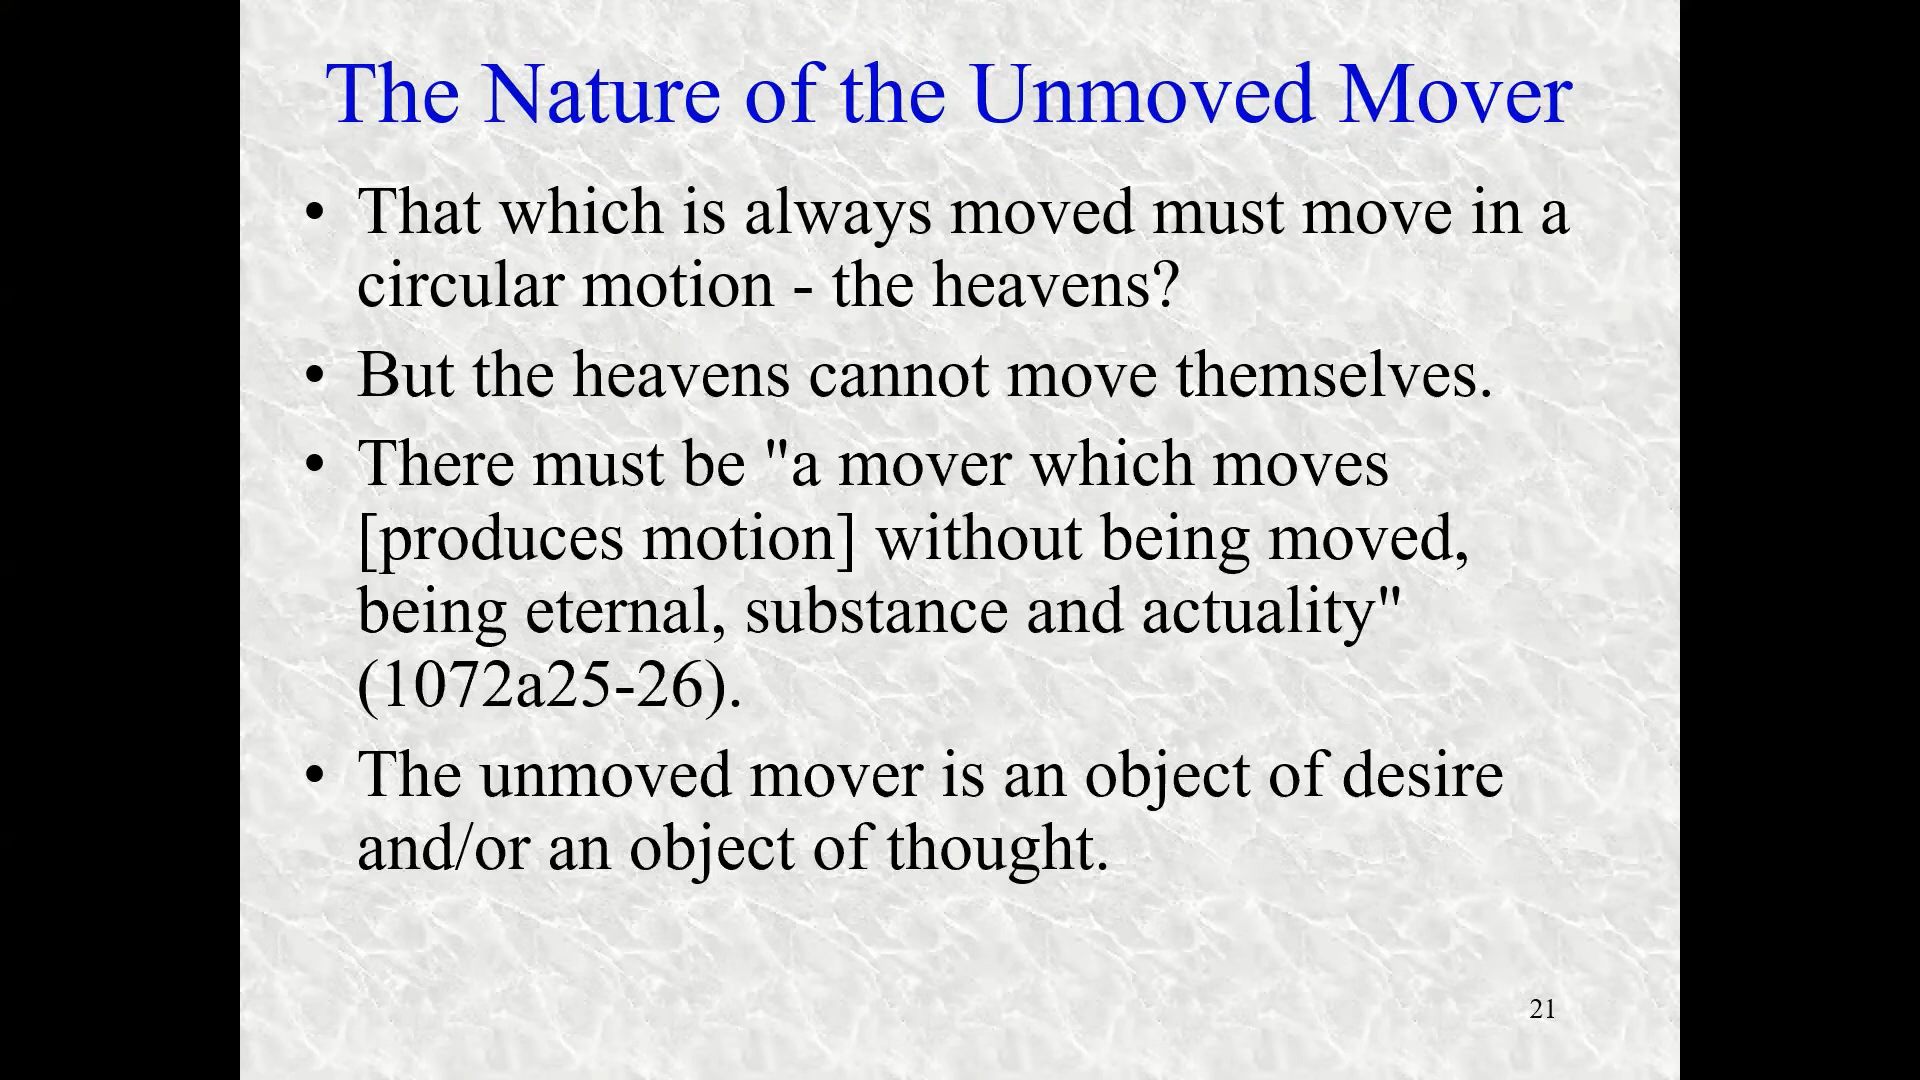 The Nature of the Unmoved Mover
• That which is always moved must move in a
circular motion - the heavens?
• But the heavens cannot move themselves.
• There must be "a mover which moves
[produces motion] without being moved,
being eternal, substance and actuality"
(1072a25-26).
• The unmoved mover is an object of desire
and/or an object of thought.
21